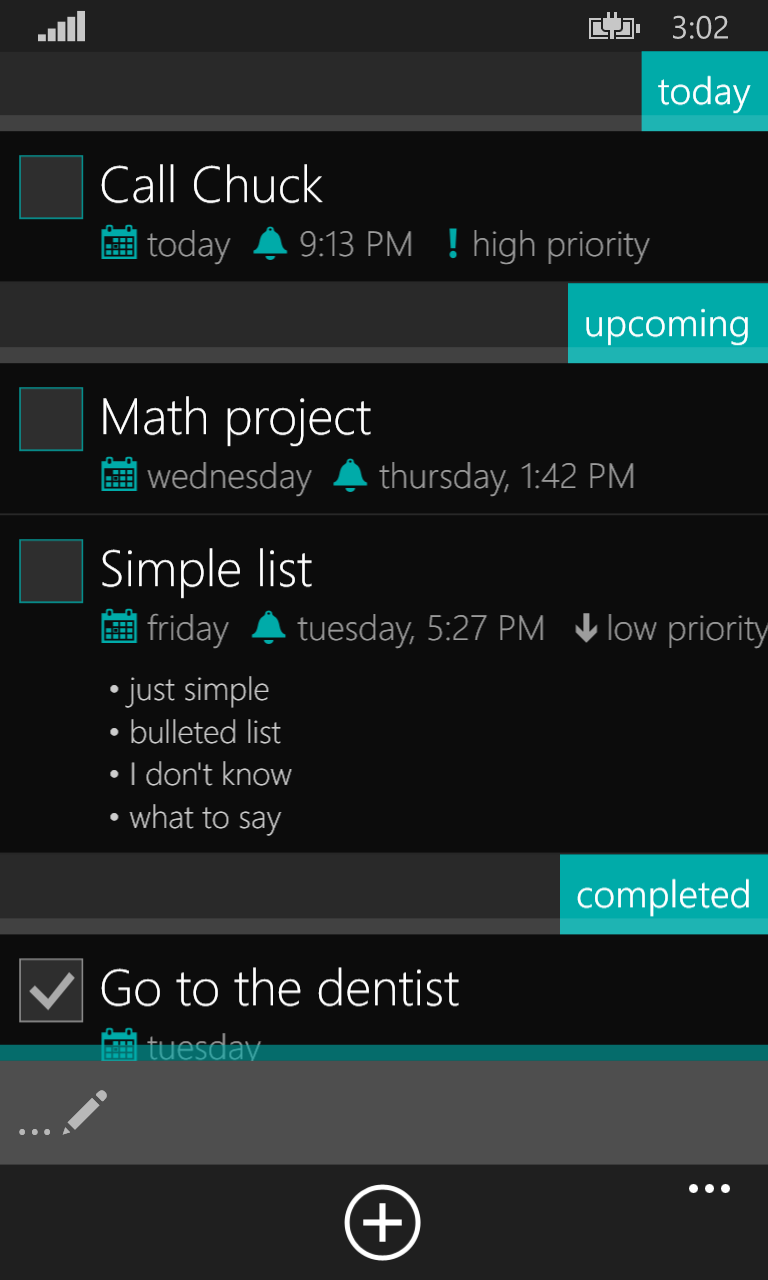 3:02
today
Call Chuck
today 9:13 PM ! high priority
upcoming
Math project
wednesday thursday, 1:42 PM
Simple list
friday tuesday, 5:27 PM low priority
• just simple
• bulleted list
• I don't know
• what to say
completed
Go to the dentist
tuesday
...